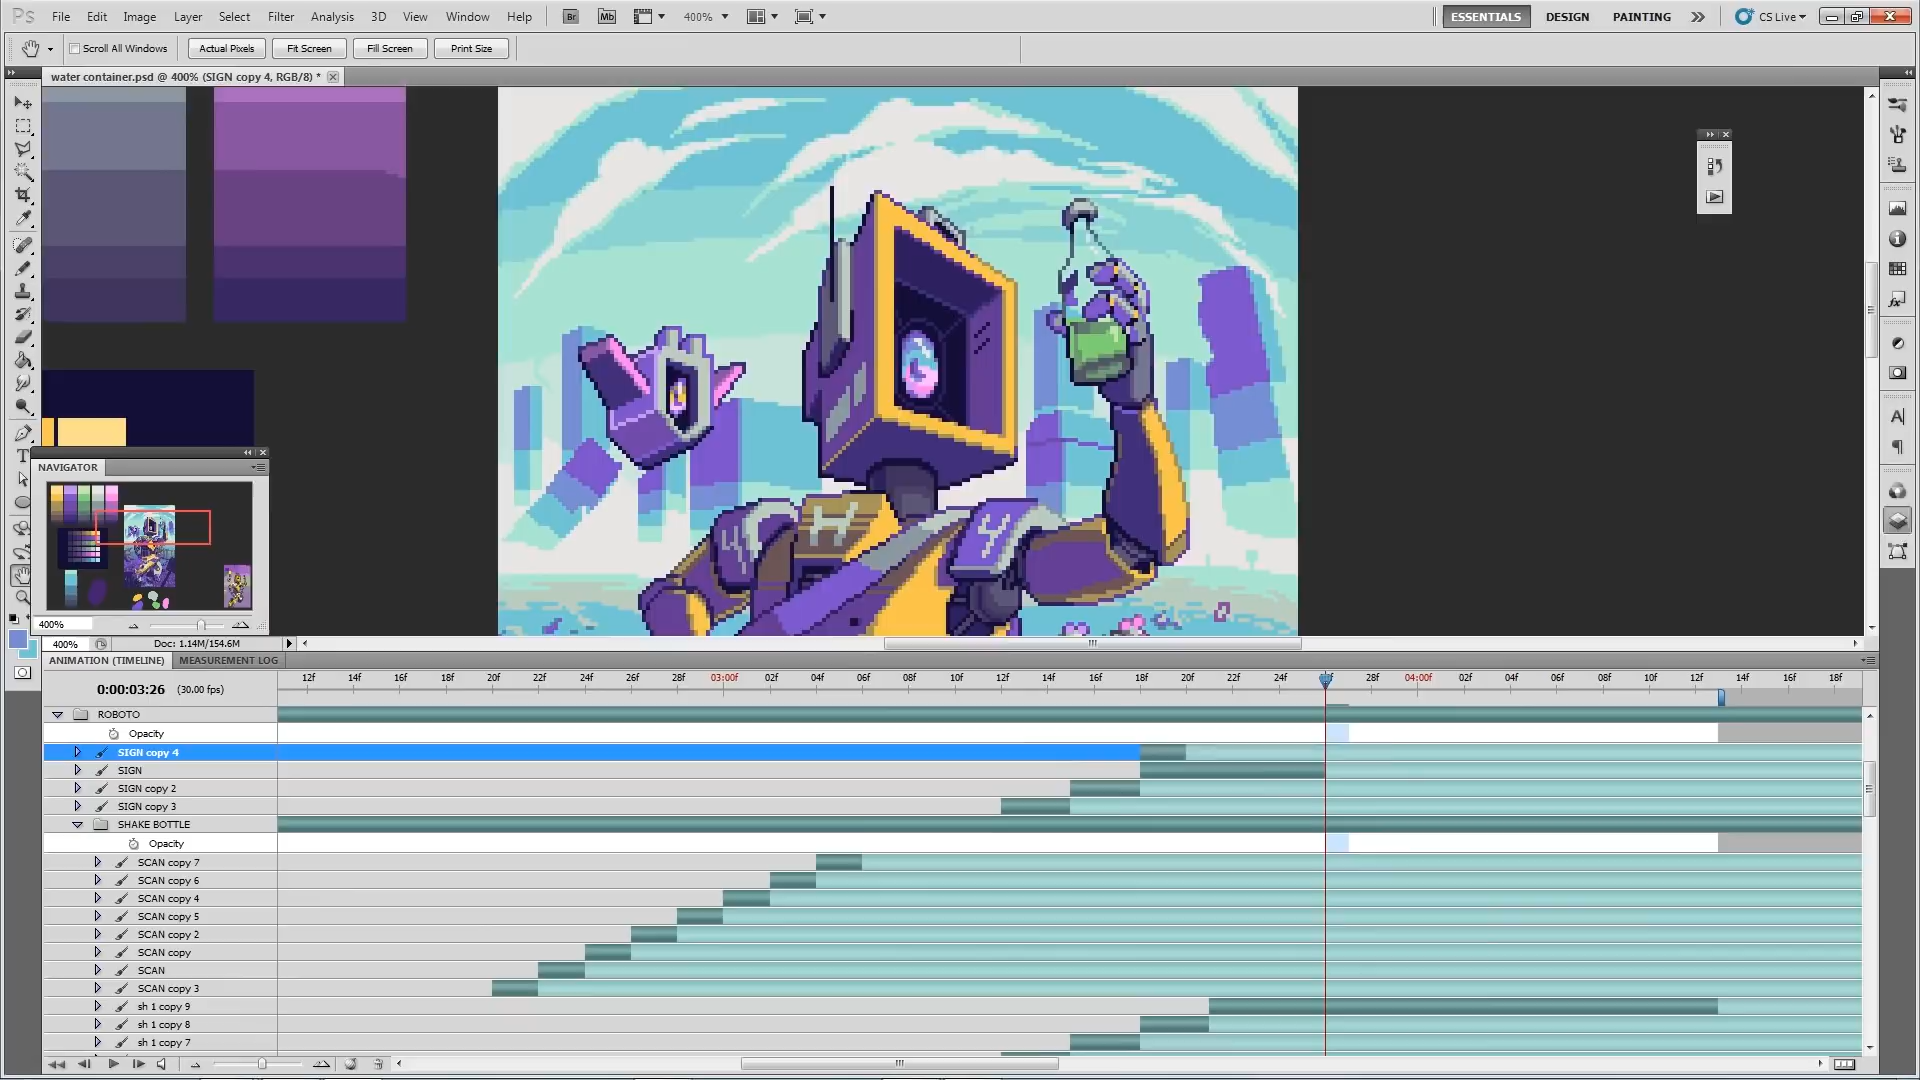 Ps File Edit Image Layer Select Filter Analysis 3D View Window Help Br Mb 400% ESSENTIALS DESIGN PAINTING CS Live
Scroll All Windows Actual Pixels Fit Screen Fill Screen Print Size
water container.psd @ 400% (SIGN copy 4, RGB/8) *
H
4
4
NAVIGATOR
400%
400% Doc: 1.14M/154.6M
ANIMATION (TIMELINE) MEASUREMENT LOG
0:00:03:26 (30.00 fps)
12f 14f 16f 18f 20f 22f 24f 26f 28f 03:00f 02f 04f 06f 08f 10f 12f 14f 16f 18f 20f 22f 24f 28f 04:00f 02f 04f 06f 08f 10f 12f 14f 16f 18f
ROBOTO
Opacity
SIGN copy 4
SIGN
SIGN copy 2
SIGN copy 3
SHAKE BOTTLE
Opacity
SCAN copy 7
SCAN copy 6
SCAN copy 4
SCAN copy 5
SCAN copy 2
SCAN copy
SCAN
SCAN copy 3
sh 1 copy 9
sh 1 copy 8
sh 1 copy 7